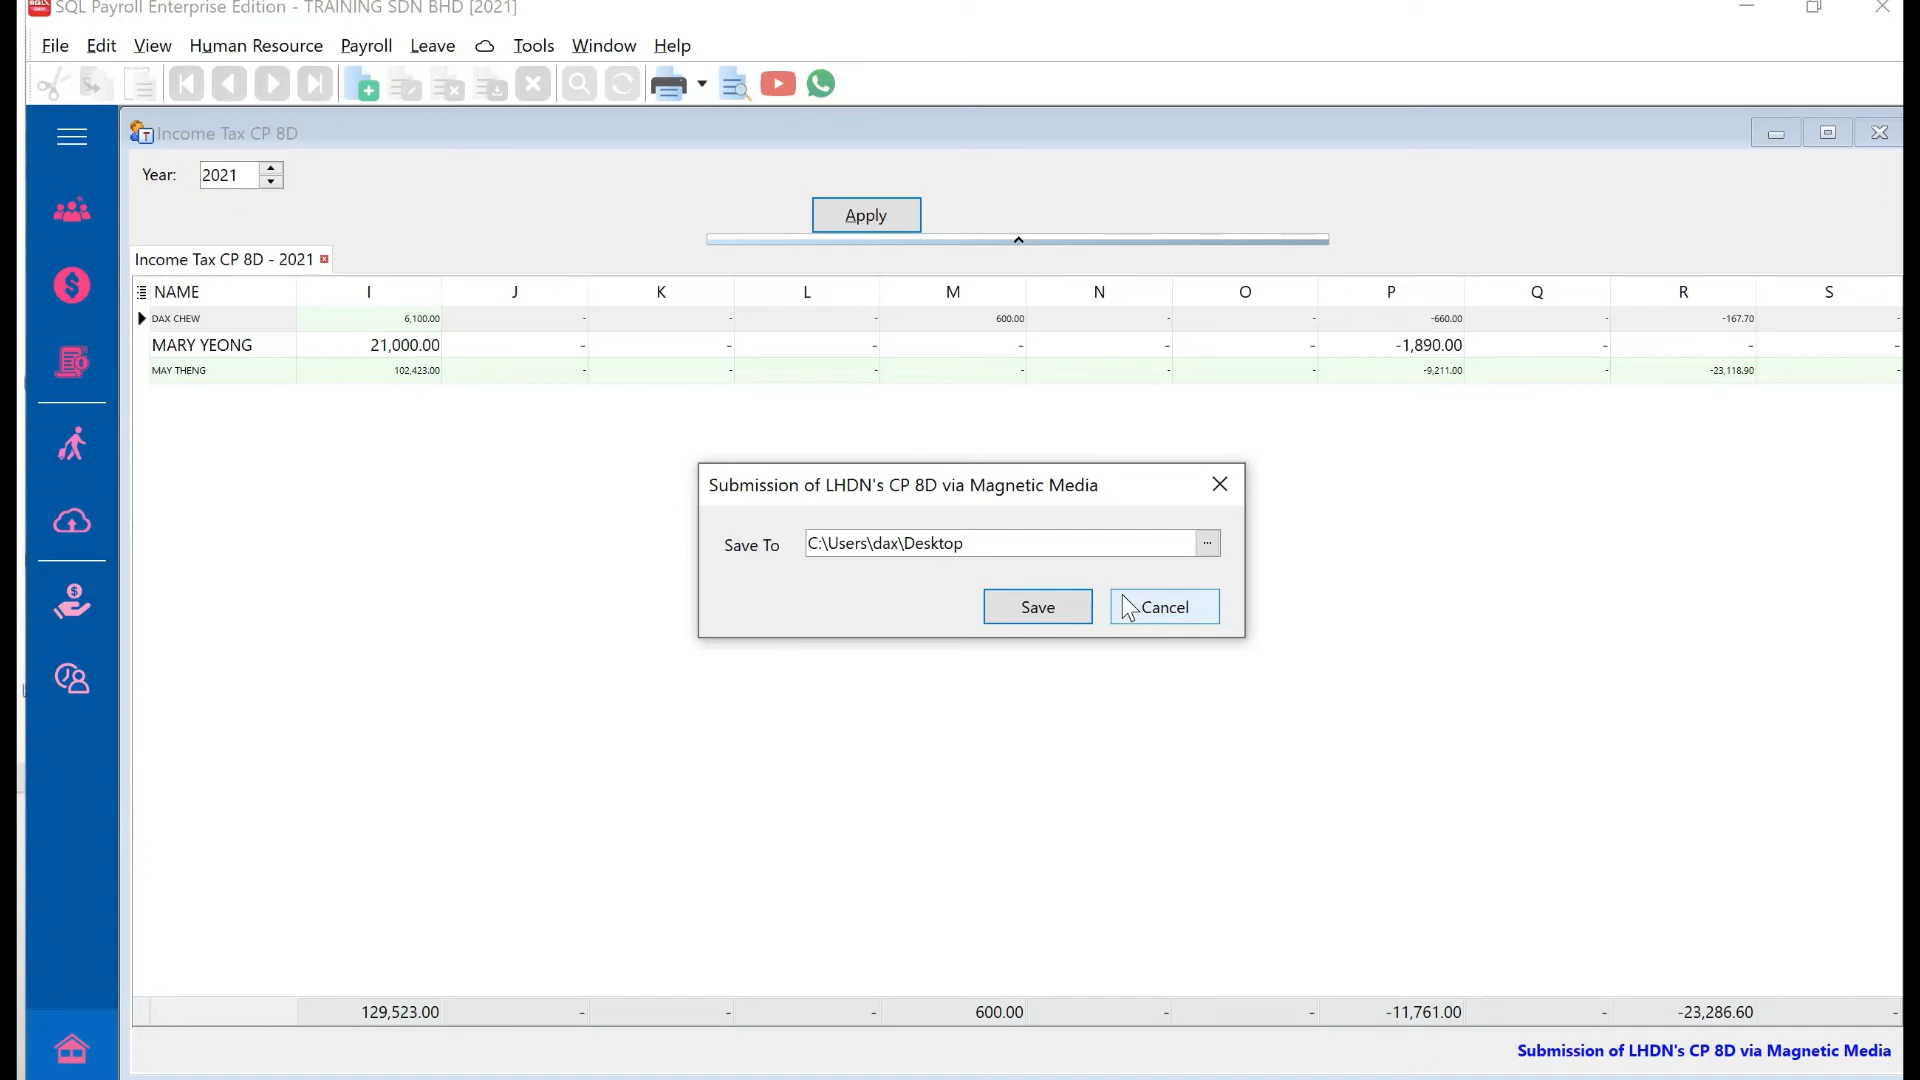 SQL Payroll Enterprise Edition - TRAINING SDN BHD [2021]
File Edit View Human Resource Payroll Leave Tools Window Help
Income Tax CP 8D
Year: 2021
Apply
Income Tax CP 8D - 2021
NAME I J K L M N O P Q R S
DAX CHEW 6,100.00 - - - 600.00 - - -660.00 - -167.70 -
MARY YEONG 21,000.00 - - - - - - -1,890.00 - - -
MAY THENG 102,423.00 - - - - - - -9,211.00 - -23,118.90 -
Submission of LHDN's CP 8D via Magnetic Media
Save To C:\Users\dax\Desktop ...
Save Cancel
129,523.00 - - - 600.00 - - -11,761.00 - -23,286.60 -
Submission of LHDN's CP 8D via Magnetic Media